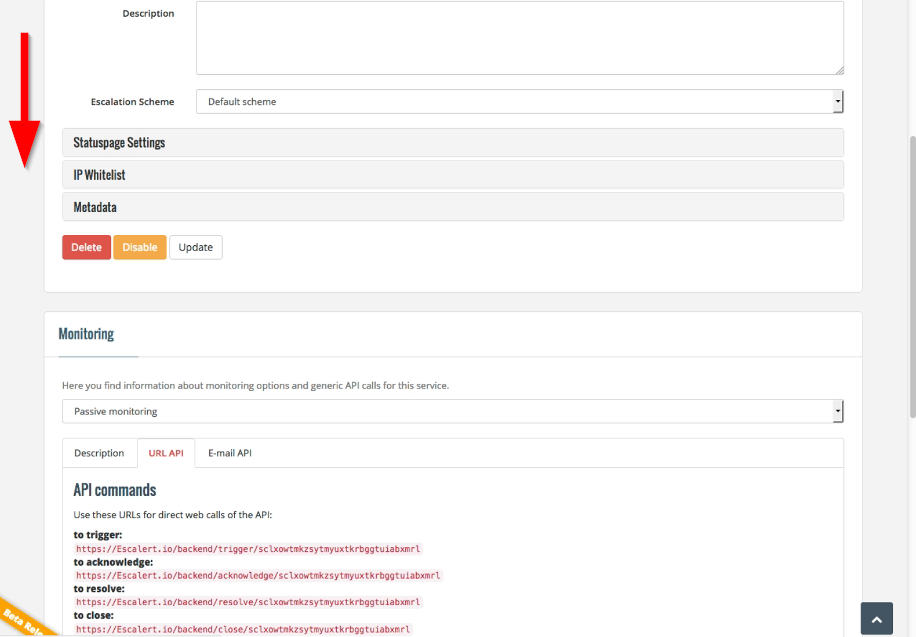 Description
Escalation Scheme
Default scheme
Statuspage Settings
IP Whitelist
Metadata
Delete Disable Update
Monitoring
Here you find information about monitoring options and generic API calls for this service.
Passive monitoring
Description URL API E-mail API
API commands
Use these URLs for direct web calls of the API:
to trigger:
https://Escalert.io/backend/trigger/sclxowtmkzsytmyuxtkrbggtuiabxmrl
to acknowledge:
https://Escalert.io/backend/acknowledge/sclxowtmkzsytmyuxtkrbggtuiabxmrl
to resolve:
https://Escalert.io/backend/resolve/sclxowtmkzsytmyuxtkrbggtuiabxmrl
to close:
https://Escalert.io/backend/close/sclxowtmkzsytmyuxtkrbggtuiabxmrl
Beta